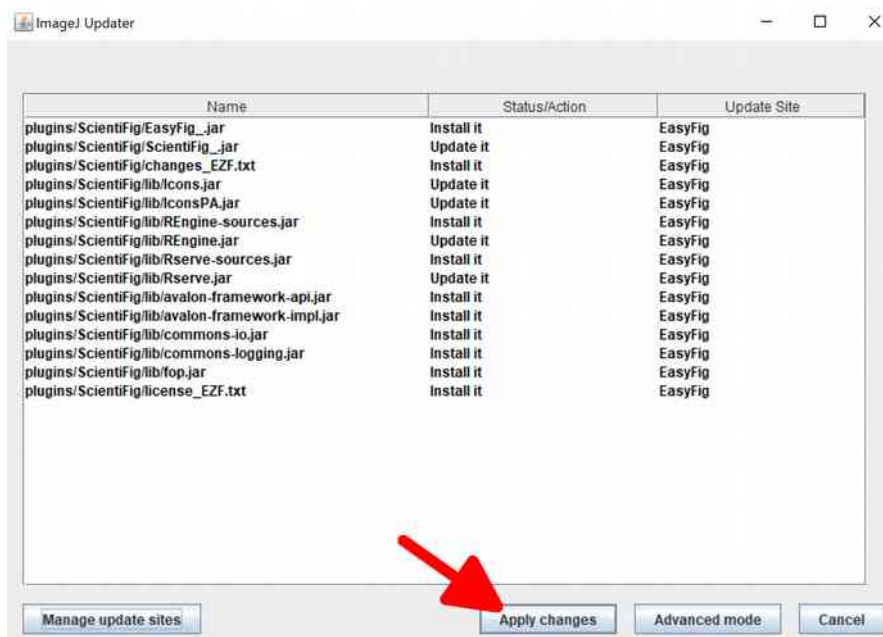 ImageJ Updater
Name Status/Action Update Site
plugins/ScientiFig/EasyFig_.jar Install it EasyFig
plugins/ScientiFig/ScientiFig_.jar Update it EasyFig
plugins/ScientiFig/changes_EZF.txt Install it EasyFig
plugins/ScientiFig/lib/Icons.jar Update it EasyFig
plugins/ScientiFig/lib/IconsPA.jar Update it EasyFig
plugins/ScientiFig/lib/REngine-sources.jar Install it EasyFig
plugins/ScientiFig/lib/REngine.jar Update it EasyFig
plugins/ScientiFig/lib/Rserve-sources.jar Install it EasyFig
plugins/ScientiFig/lib/Rserve.jar Update it EasyFig
plugins/ScientiFig/lib/avalon-framework-api.jar Install it EasyFig
plugins/ScientiFig/lib/avalon-framework-impl.jar Install it EasyFig
plugins/ScientiFig/lib/commons-io.jar Install it EasyFig
plugins/ScientiFig/lib/commons-logging.jar Install it EasyFig
plugins/ScientiFig/lib/fop.jar Install it EasyFig
plugins/ScientiFig/license_EZF.txt Install it EasyFig
Manage update sites Apply changes Advanced mode Cancel